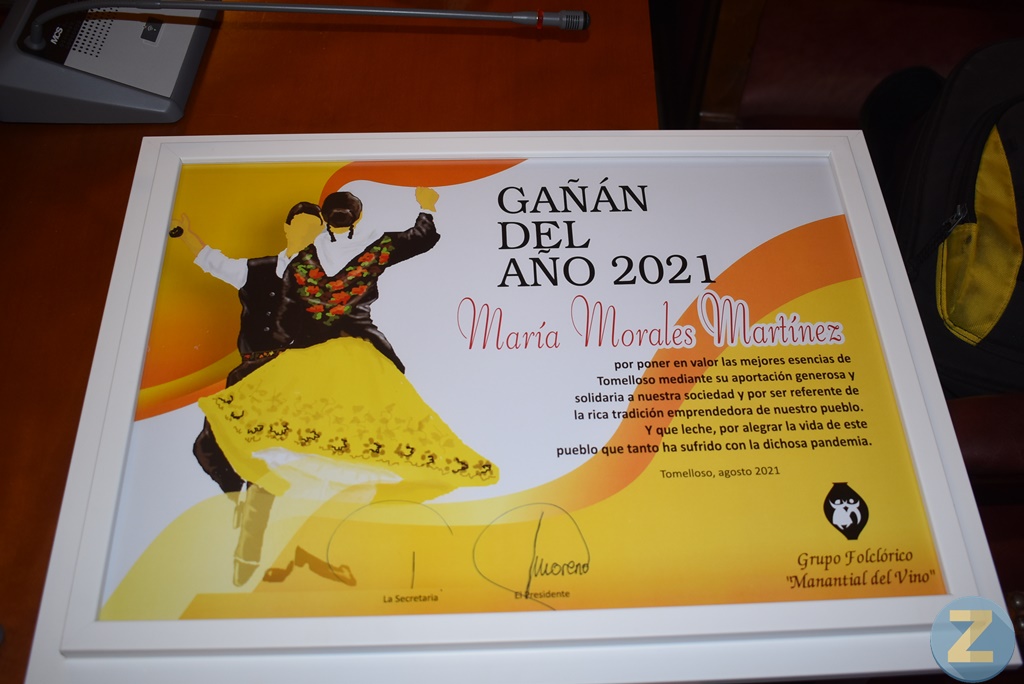 MCS
GAÑÁN
DEL
AÑO 2021
María Morales Martínez
por poner en valor las mejores esencias de
Tomelloso mediante su aportación generosa y
solidaria a nuestra sociedad y por ser referente de
la rica tradición emprendedora de nuestro pueblo.
Y que leche, por alegrar la vida de este
pueblo que tanto ha sufrido con la dichosa pandemia.
Tomelloso, agosto 2021
Moreno
La Secretaria
El Presidente
Grupo Folclórico
"Manantial del Vino"
Z